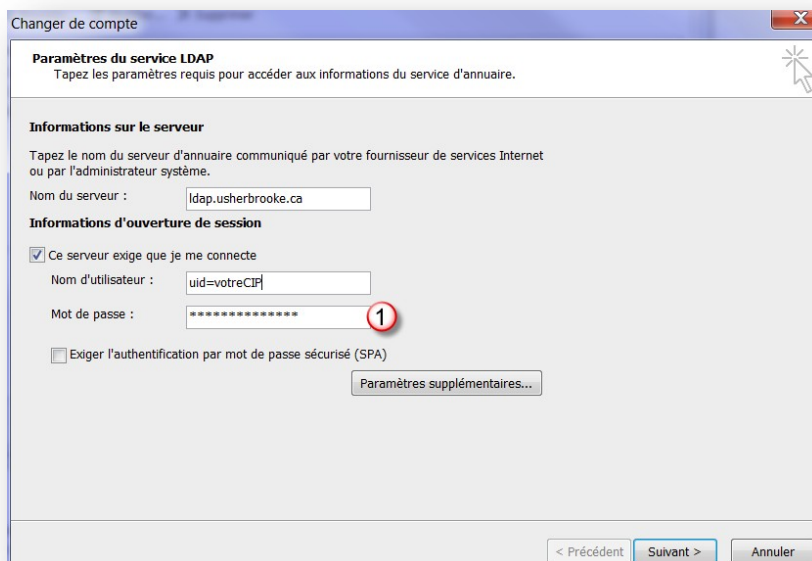 Changer de compte
Paramètres du service LDAP
Tapez les paramètres requis pour accéder aux informations du service d'annuaire.
Informations sur le serveur
Tapez le nom du serveur d'annuaire communiqué par votre fournisseur de services Internet
ou par l'administrateur système.
Nom du serveur : ldap.usherbrooke.ca
Informations d'ouverture de session
Ce serveur exige que je me connecte
Nom d'utilisateur : uid=votreCIP
Mot de passe : ************** 1
Exiger l'authentification par mot de passe sécurisé (SPA)
Paramètres supplémentaires...
< Précédent Suivant > Annuler